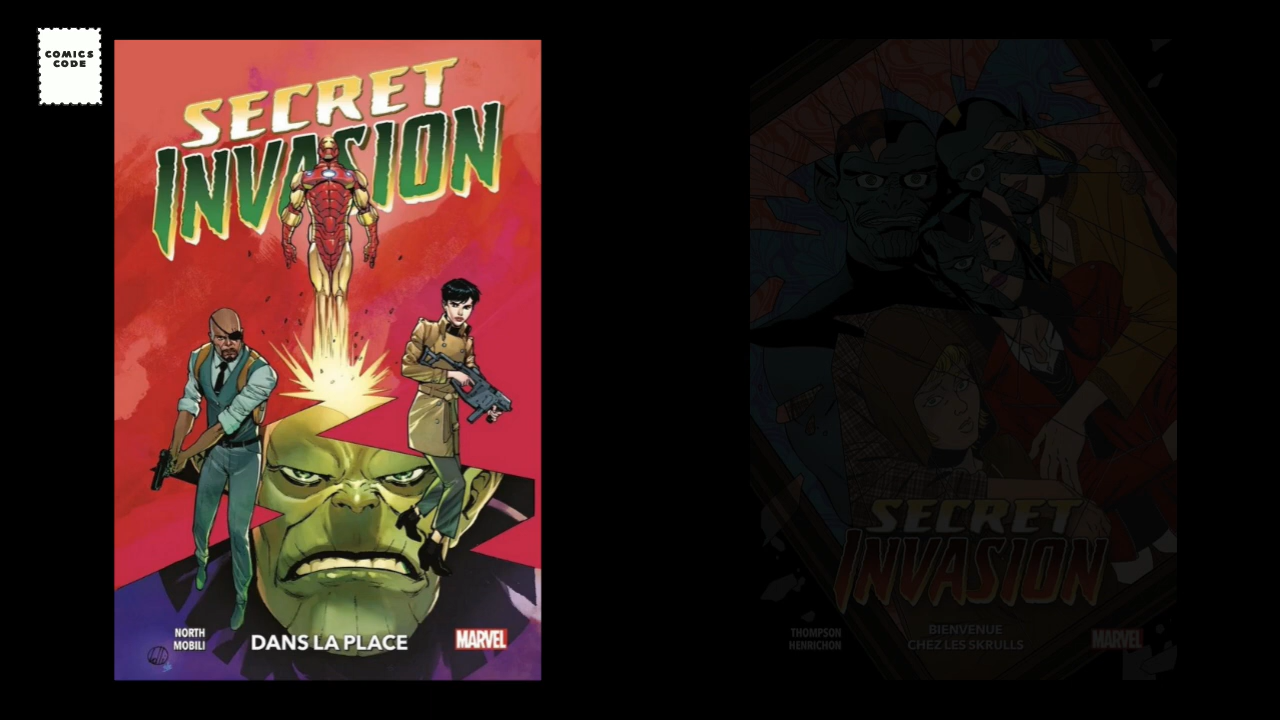 COMICS
CODE
SECRET
INVASION
NORTH
MOBILI
DANS LA PLACE
MARVEL
SECRET
INVASION
THOMPSON
HENRICHON
BIENVENUE
CHEZ LES SKRULLS
MARVEL